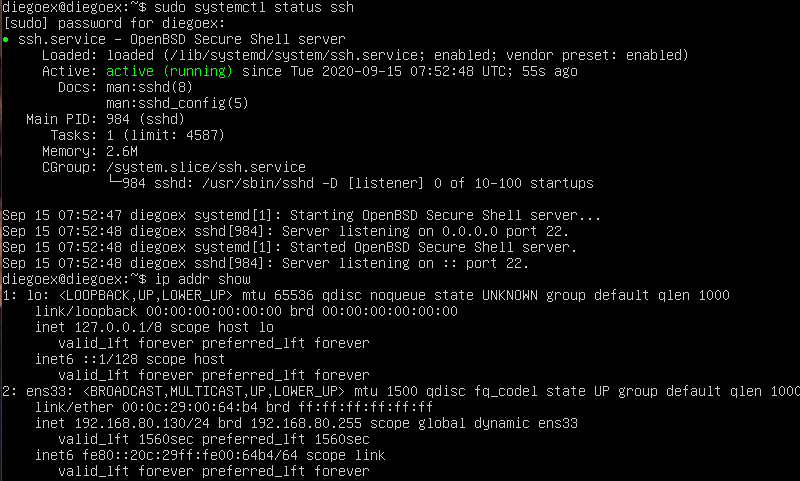 diegoex@diegoex:~$ sudo systemctl status ssh
[sudo] password for diegoex:
● ssh.service - OpenBSD Secure Shell server
     Loaded: loaded (/lib/systemd/system/ssh.service; enabled; vendor preset: enabled)
     Active: active (running) since Tue 2020-09-15 07:52:48 UTC; 55s ago
       Docs: man:sshd(8)
             man:sshd_config(5)
   Main PID: 984 (sshd)
      Tasks: 1 (limit: 4587)
     Memory: 2.6M
     CGroup: /system.slice/ssh.service
             └─984 sshd: /usr/sbin/sshd -D [listener] 0 of 10-100 startups
Sep 15 07:52:47 diegoex systemd[1]: Starting OpenBSD Secure Shell server...
Sep 15 07:52:48 diegoex sshd[984]: Server listening on 0.0.0.0 port 22.
Sep 15 07:52:48 diegoex systemd[1]: Started OpenBSD Secure Shell server.
Sep 15 07:52:48 diegoex sshd[984]: Server listening on :: port 22.
diegoex@diegoex:~$ ip addr show
1: lo: <LOOPBACK,UP,LOWER_UP> mtu 65536 qdisc noqueue state UNKNOWN group default qlen 1000
    link/loopback 00:00:00:00:00:00 brd 00:00:00:00:00:00
    inet 127.0.0.1/8 scope host lo
       valid_lft forever preferred_lft forever
    inet6 ::1/128 scope host
       valid_lft forever preferred_lft forever
2: ens33: <BROADCAST,MULTICAST,UP,LOWER_UP> mtu 1500 qdisc fq_codel state UP group default qlen 1000
    link/ether 00:0c:29:00:64:b4 brd ff:ff:ff:ff:ff:ff
    inet 192.168.80.130/24 brd 192.168.80.255 scope global dynamic ens33
       valid_lft 1560sec preferred_lft 1560sec
    inet6 fe80::20c:29ff:fe00:64b4/64 scope link
       valid_lft forever preferred_lft forever